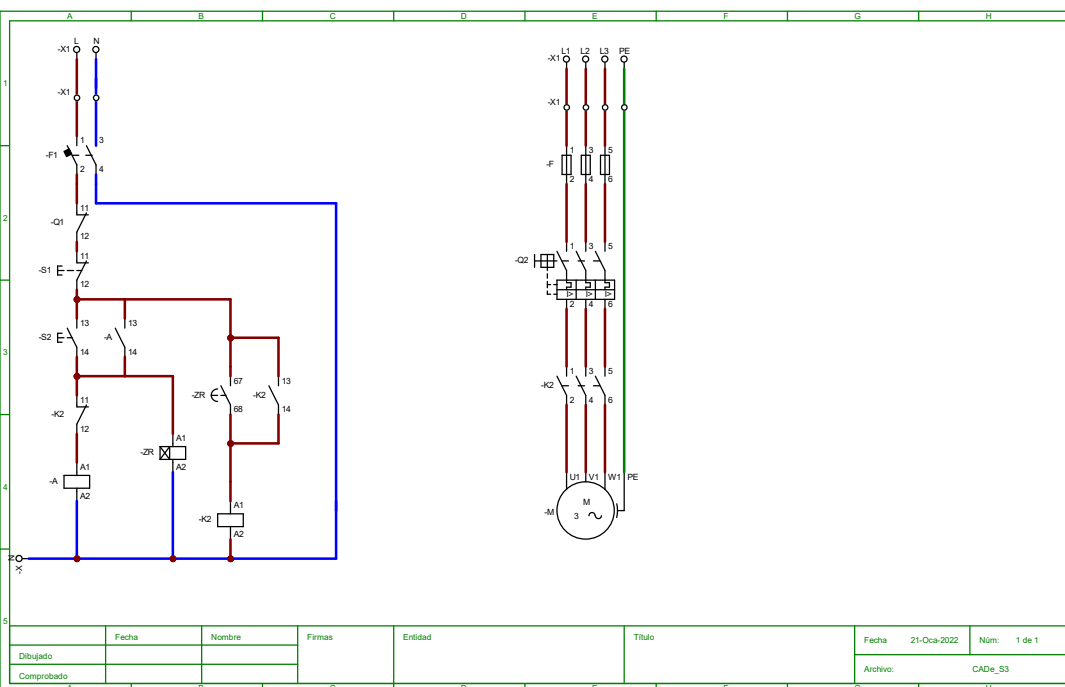 A B C D E F G H
1
2
3
4
5
L N
-X1
-X1
1 3
-F1
2 4
11
-Q1
12
11
-S1
12
13 13
-S2 -A
14 14
67 13
-ZR -K2
68 14
11
-K2
12
A1
-ZR
A2
A1
-A
A2
A1
-K2
A2
N
X-
L1 L2 L3 PE
-X1
-X1
1 3 5
-F
2 4 6
1 3 5
-Q2
I> I> I>
2 4 6
1 3 5
-K2
2 4 6
U1 V1 W1 PE
M
-M
3
Fecha Nombre Firmas Entidad Título
Dibujado
Comprobado
Fecha 21-Oca-2022 Núm: 1 de 1
Archivo: CADe_S3